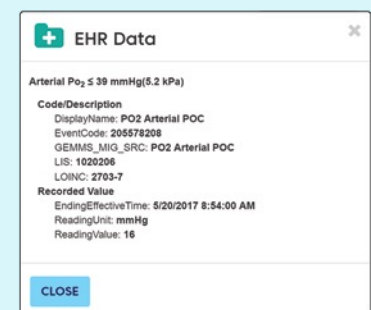 EHR Data
×
Arterial Po₂ ≤ 39 mmHg(5.2 kPa)
Code/Description
DisplayName: PO2 Arterial POC
EventCode: 205578208
GEMMS_MIG_SRC: PO2 Arterial POC
LIS: 1020206
LOINC: 2703-7
Recorded Value
EndingEffectiveTime: 5/20/2017 8:54:00 AM
ReadingUnit: mmHg
ReadingValue: 16
CLOSE